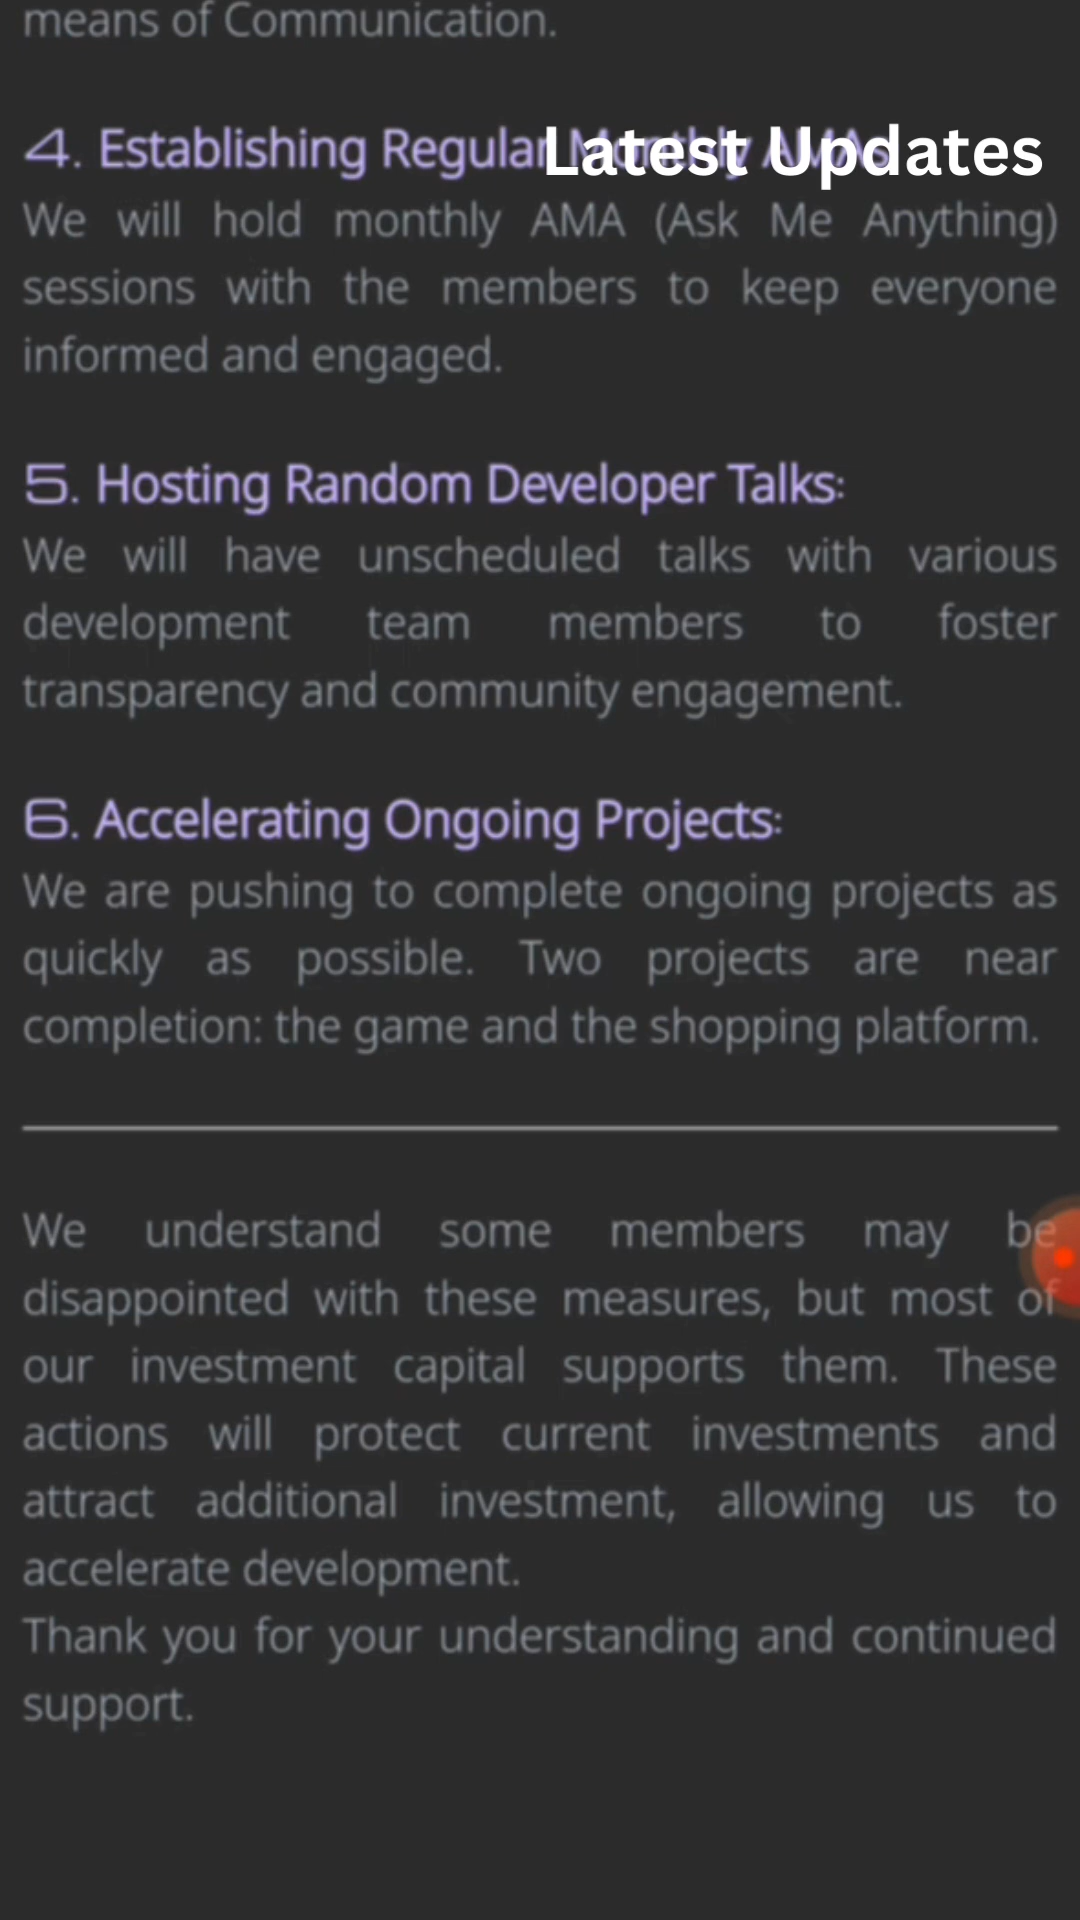 means of Communication.
4. Establishing Regular Monthly AMAs
Latest Updates
We will hold monthly AMA (Ask Me Anything)
sessions with the members to keep everyone
informed and engaged.
5. Hosting Random Developer Talks:
We will have unscheduled talks with various
development team members to foster
transparency and community engagement.
6. Accelerating Ongoing Projects:
We are pushing to complete ongoing projects as
quickly as possible. Two projects are near
completion: the game and the shopping platform.
We understand some members may be
disappointed with these measures, but most of
our investment capital supports them. These
actions will protect current investments and
attract additional investment, allowing us to
accelerate development.
Thank you for your understanding and continued
support.